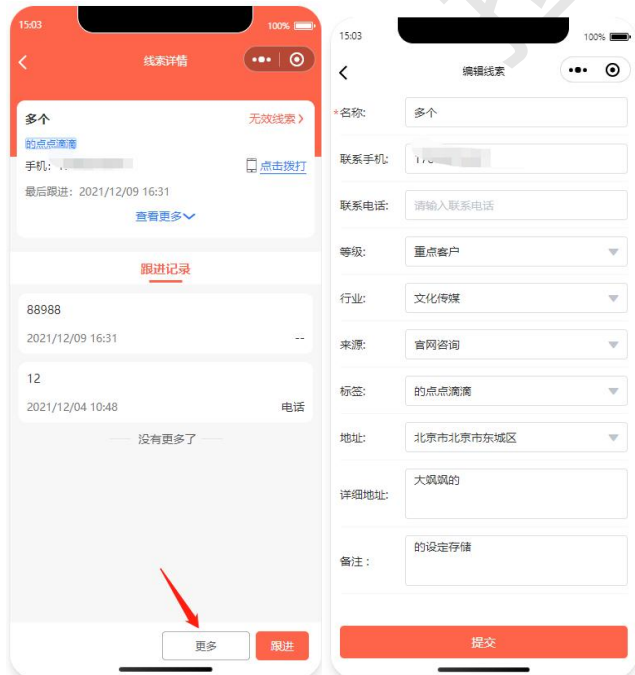 15:03
100%
线索详情
多个
无效线索
的点点滴滴
手机:
点击拨打
最后跟进: 2021/12/09 16:31
查看更多
跟进记录
88988
2021/12/09 16:31
--
12
2021/12/04 10:48
电话
没有更多了
更多
跟进
15:03
100%
编辑线索
*名称:
多个
联系手机:
联系电话:
请输入联系电话
等级:
重点客户
行业:
文化传媒
来源:
官网咨询
标签:
的点点滴滴
地址:
北京市北京市东城区
详细地址:
大飒飒的
备注：
的设定存储
提交